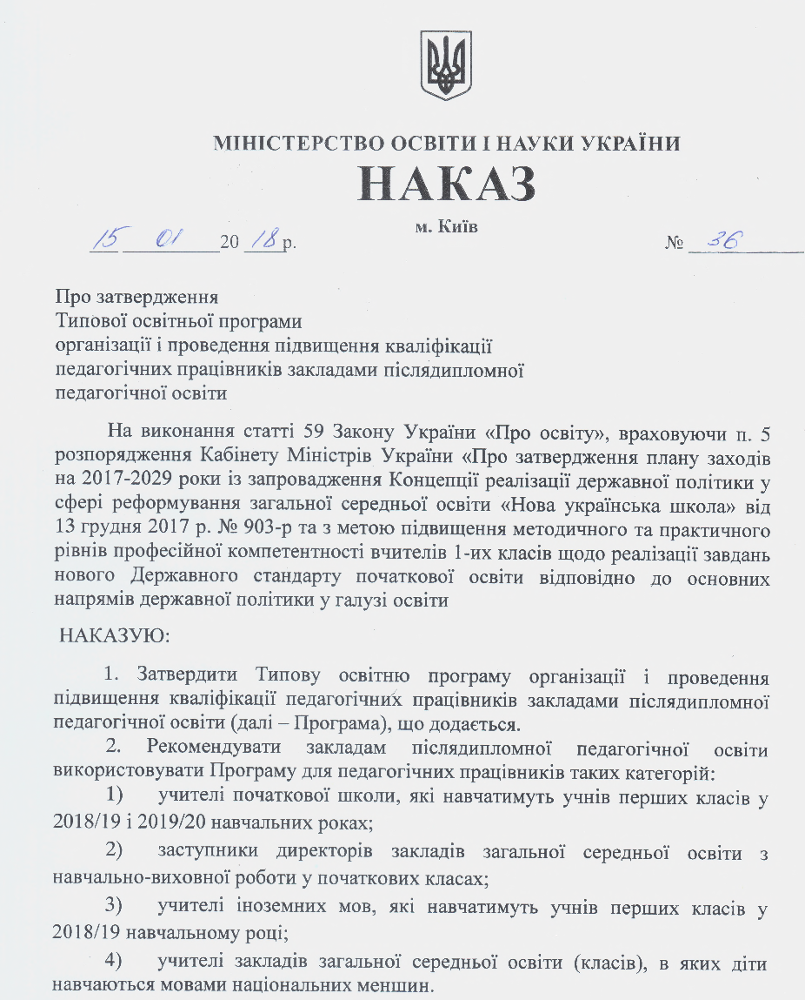 МІНІСТЕРСТВО ОСВІТИ І НАУКИ УКРАЇНИ
НАКАЗ
м. Київ
15 01 2018 р. № 36
Про затвердження
Типової освітньої програми
організації і проведення підвищення кваліфікації
педагогічних працівників закладами післядипломної
педагогічної освіти
На виконання статті 59 Закону України «Про освіту», враховуючи п. 5
розпорядження Кабінету Міністрів України «Про затвердження плану заходів
на 2017-2029 роки із запровадження Концепції реалізації державної політики у
сфері реформування загальної середньої освіти «Нова українська школа» від
13 грудня 2017 р. № 903-р та з метою підвищення методичного та практичного
рівнів професійної компетентності вчителів 1-их класів щодо реалізації завдань
нового Державного стандарту початкової освіти відповідно до основних
напрямів державної політики у галузі освіти
НАКАЗУЮ:
1. Затвердити Типову освітню програму організації і проведення
підвищення кваліфікації педагогічних працівників закладами післядипломної
педагогічної освіти (далі – Програма), що додається.
2. Рекомендувати закладам післядипломної педагогічної освіти
використовувати Програму для педагогічних працівників таких категорій:
1) учителі початкової школи, які навчатимуть учнів перших класів у
2018/19 і 2019/20 навчальних роках;
2) заступники директорів закладів загальної середньої освіти з
навчально-виховної роботи у початкових класах;
3) учителі іноземних мов, які навчатимуть учнів перших класів у
2018/19 навчальному році;
4) учителі закладів загальної середньої освіти (класів), в яких діти
навчаються мовами національних меншин.